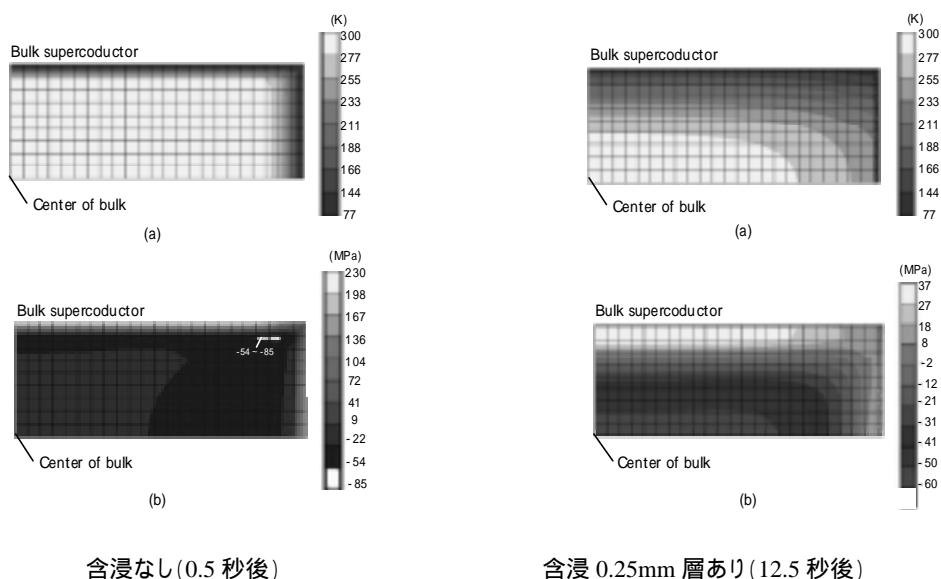 (K)
300
277
255
233
211
188
166
144
77
Bulk supercoductor
Center of bulk
(a)
(K)
300
277
255
233
211
188
166
144
77
Bulk supercoductor
Center of bulk
(a)
(MPa)
230
198
167
136
104
72
41
9
-22
-54
-85
Bulk supercoductor
-54 ~ -85
Center of bulk
(b)
(MPa)
37
27
18
8
-2
-12
-21
-31
-41
-50
-60
Bulk supercoductor
Center of bulk
(b)
含浸なし(0.5 秒後)
含浸 0.25mm 層あり(12.5 秒後)